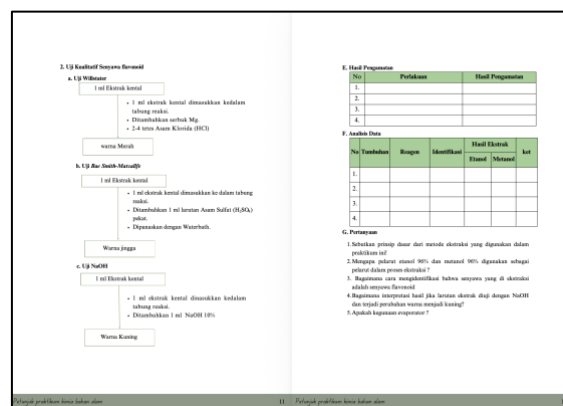 2. Uji Kualitatif Senyawa flavonoid
a. Uji Willstater
1 ml Ekstrak kental
- 1 ml ekstrak kental dimasukkan kedalam
tabung reaksi.
- Ditambahkan serbuk Mg.
- 2-4 tetes Asam Klorida (HCl)
warna Merah
b. Uji Bate Smith-Metcalfe
1 ml Ekstrak kental
- 1 ml ekstrak kental dimasukkan ke dalam tabung
reaksi.
- Ditambahkan 1 ml larutan Asam Sulfat (H₂SO₄)
pekat.
- Dipanaskan dengan Waterbath.
Warna jingga
c. Uji NaOH
1 ml Ekstrak kental
- 1 ml ekstrak kental dimasukkan kedalam
tabung reaksi.
- Ditambahkan 1 ml NaOH 10%
Warna Kuning
Petunjuk praktikum kimia bahan alam
11
E. Hasil Pengamatan
No Perlakuan Hasil Pengamatan
1.
2.
3.
4.
F. Analisis Data
No Tumbuhan Reagen Identifikasi Hasil Ekstrak ket
Etanol Metanol
1.
2.
3.
4.
G. Pertanyaan
1. Sebutkan prinsip dasar dari metode ekstraksi yang digunakan dalam
praktikum ini!
2. Mengapa pelarut etanol 96% dan metanol 96% digunakan sebagai
pelarut dalam proses ekstraksi ?
3. Bagaimana cara mengidentifikasi bahwa senyawa yang di ekstraksi
adalah senyawa flavonoid
4. Bagaimana interpretasi hasil jika larutan ekstrak diuji dengan NaOH
dan terjadi perubahan warna menjadi kuning?
5. Apakah kegunaan evaporator ?
Petunjuk praktikum kimia bahan alam